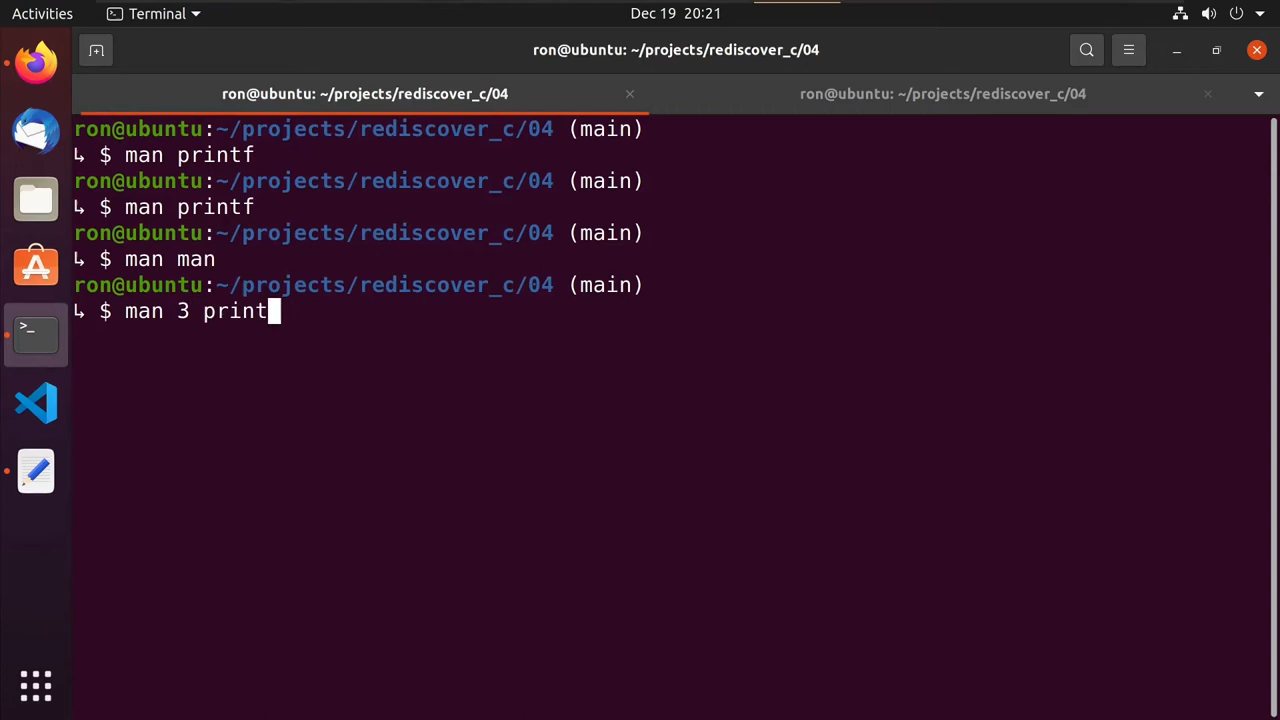 Activities Terminal Dec 19 20:21
ron@ubuntu: ~/projects/rediscover_c/04
ron@ubuntu: ~/projects/rediscover_c/04 ron@ubuntu: ~/projects/rediscover_c/04
ron@ubuntu:~/projects/rediscover_c/04 (main)
↳ $ man printf
ron@ubuntu:~/projects/rediscover_c/04 (main)
↳ $ man printf
ron@ubuntu:~/projects/rediscover_c/04 (main)
↳ $ man man
ron@ubuntu:~/projects/rediscover_c/04 (main)
↳ $ man 3 print